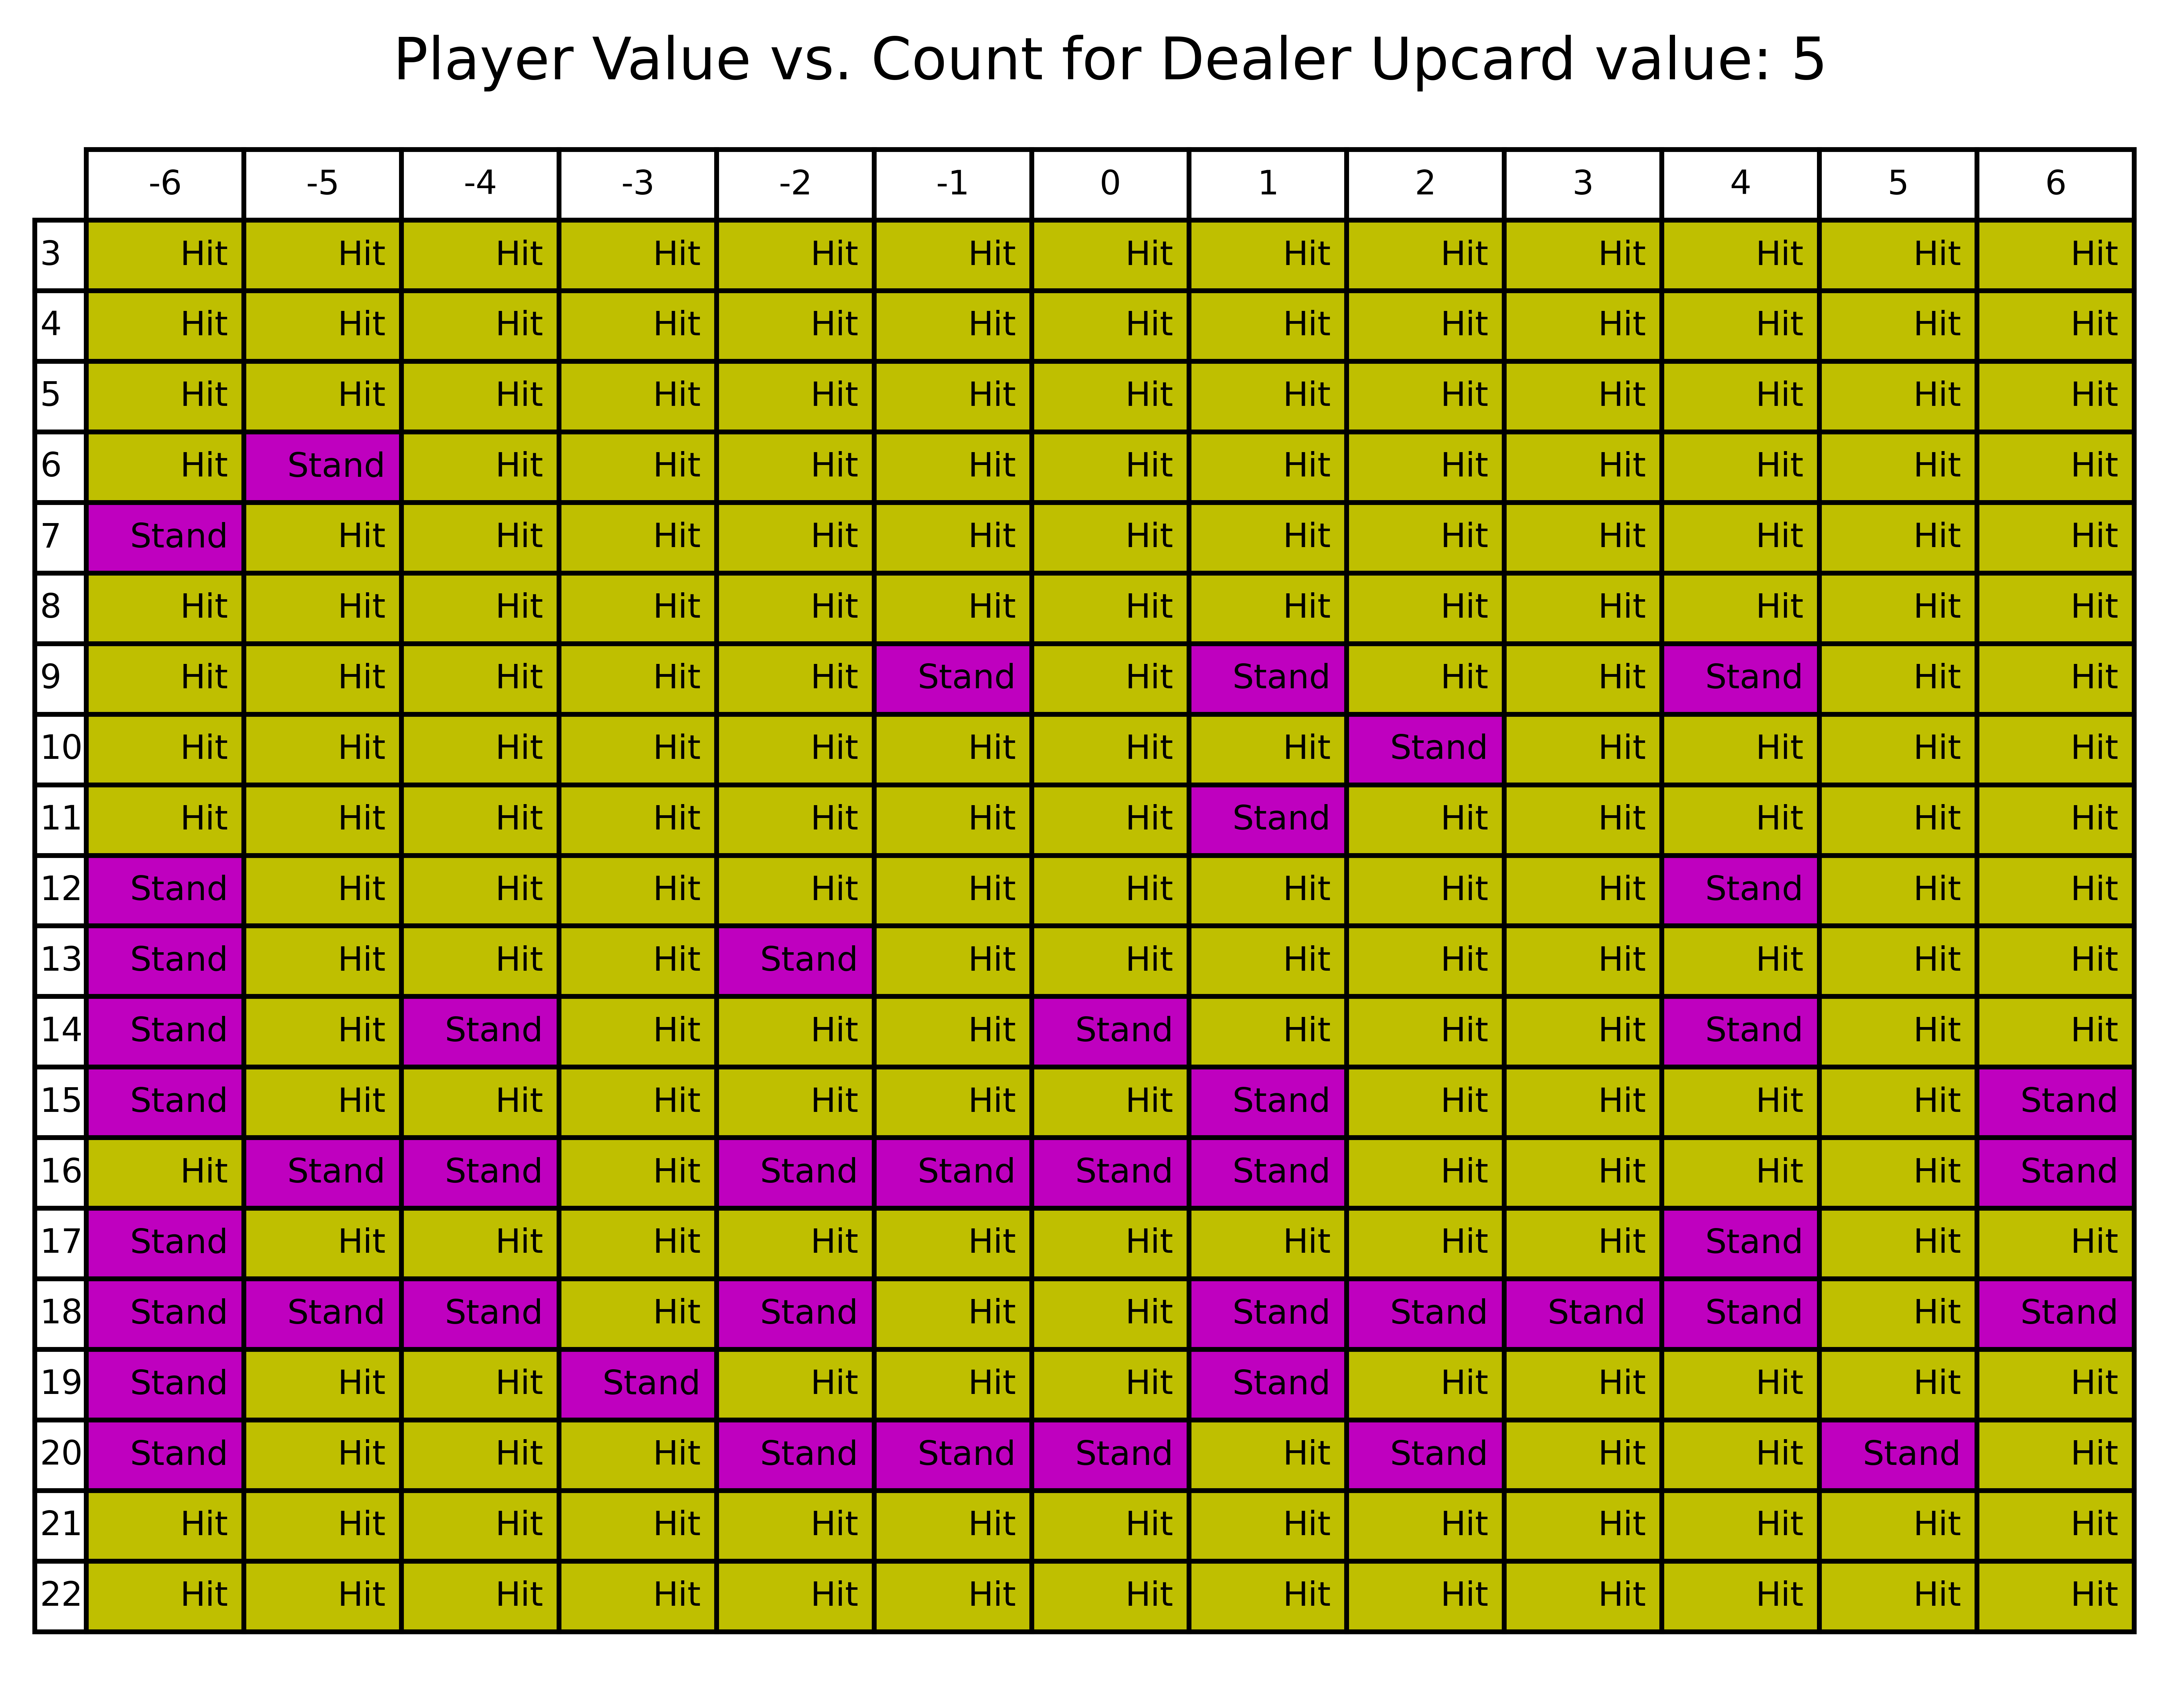 Player Value vs. Count for Dealer Upcard value: 5
-6 -5 -4 -3 -2 -1 0 1 2 3 4 5 6
3 Hit Hit Hit Hit Hit Hit Hit Hit Hit Hit Hit Hit Hit
4 Hit Hit Hit Hit Hit Hit Hit Hit Hit Hit Hit Hit Hit
5 Hit Hit Hit Hit Hit Hit Hit Hit Hit Hit Hit Hit Hit
6 Hit Stand Hit Hit Hit Hit Hit Hit Hit Hit Hit Hit Hit
7 Stand Hit Hit Hit Hit Hit Hit Hit Hit Hit Hit Hit Hit
8 Hit Hit Hit Hit Hit Hit Hit Hit Hit Hit Hit Hit Hit
9 Hit Hit Hit Hit Hit Stand Hit Stand Hit Hit Stand Hit Hit
10 Hit Hit Hit Hit Hit Hit Hit Hit Stand Hit Hit Hit Hit
11 Hit Hit Hit Hit Hit Hit Hit Stand Hit Hit Hit Hit Hit
12 Stand Hit Hit Hit Hit Hit Hit Hit Hit Hit Stand Hit Hit
13 Stand Hit Hit Hit Stand Hit Hit Hit Hit Hit Hit Hit Hit
14 Stand Hit Stand Hit Hit Hit Stand Hit Hit Hit Stand Hit Hit
15 Stand Hit Hit Hit Hit Hit Hit Stand Hit Hit Hit Hit Stand
16 Hit Stand Stand Hit Stand Stand Stand Stand Hit Hit Hit Hit Stand
17 Stand Hit Hit Hit Hit Hit Hit Hit Hit Hit Stand Hit Hit
18 Stand Stand Stand Hit Stand Hit Hit Stand Stand Stand Stand Hit Stand
19 Stand Hit Hit Stand Hit Hit Hit Stand Hit Hit Hit Hit Hit
20 Stand Hit Hit Hit Stand Stand Stand Hit Stand Hit Hit Stand Hit
21 Hit Hit Hit Hit Hit Hit Hit Hit Hit Hit Hit Hit Hit
22 Hit Hit Hit Hit Hit Hit Hit Hit Hit Hit Hit Hit Hit